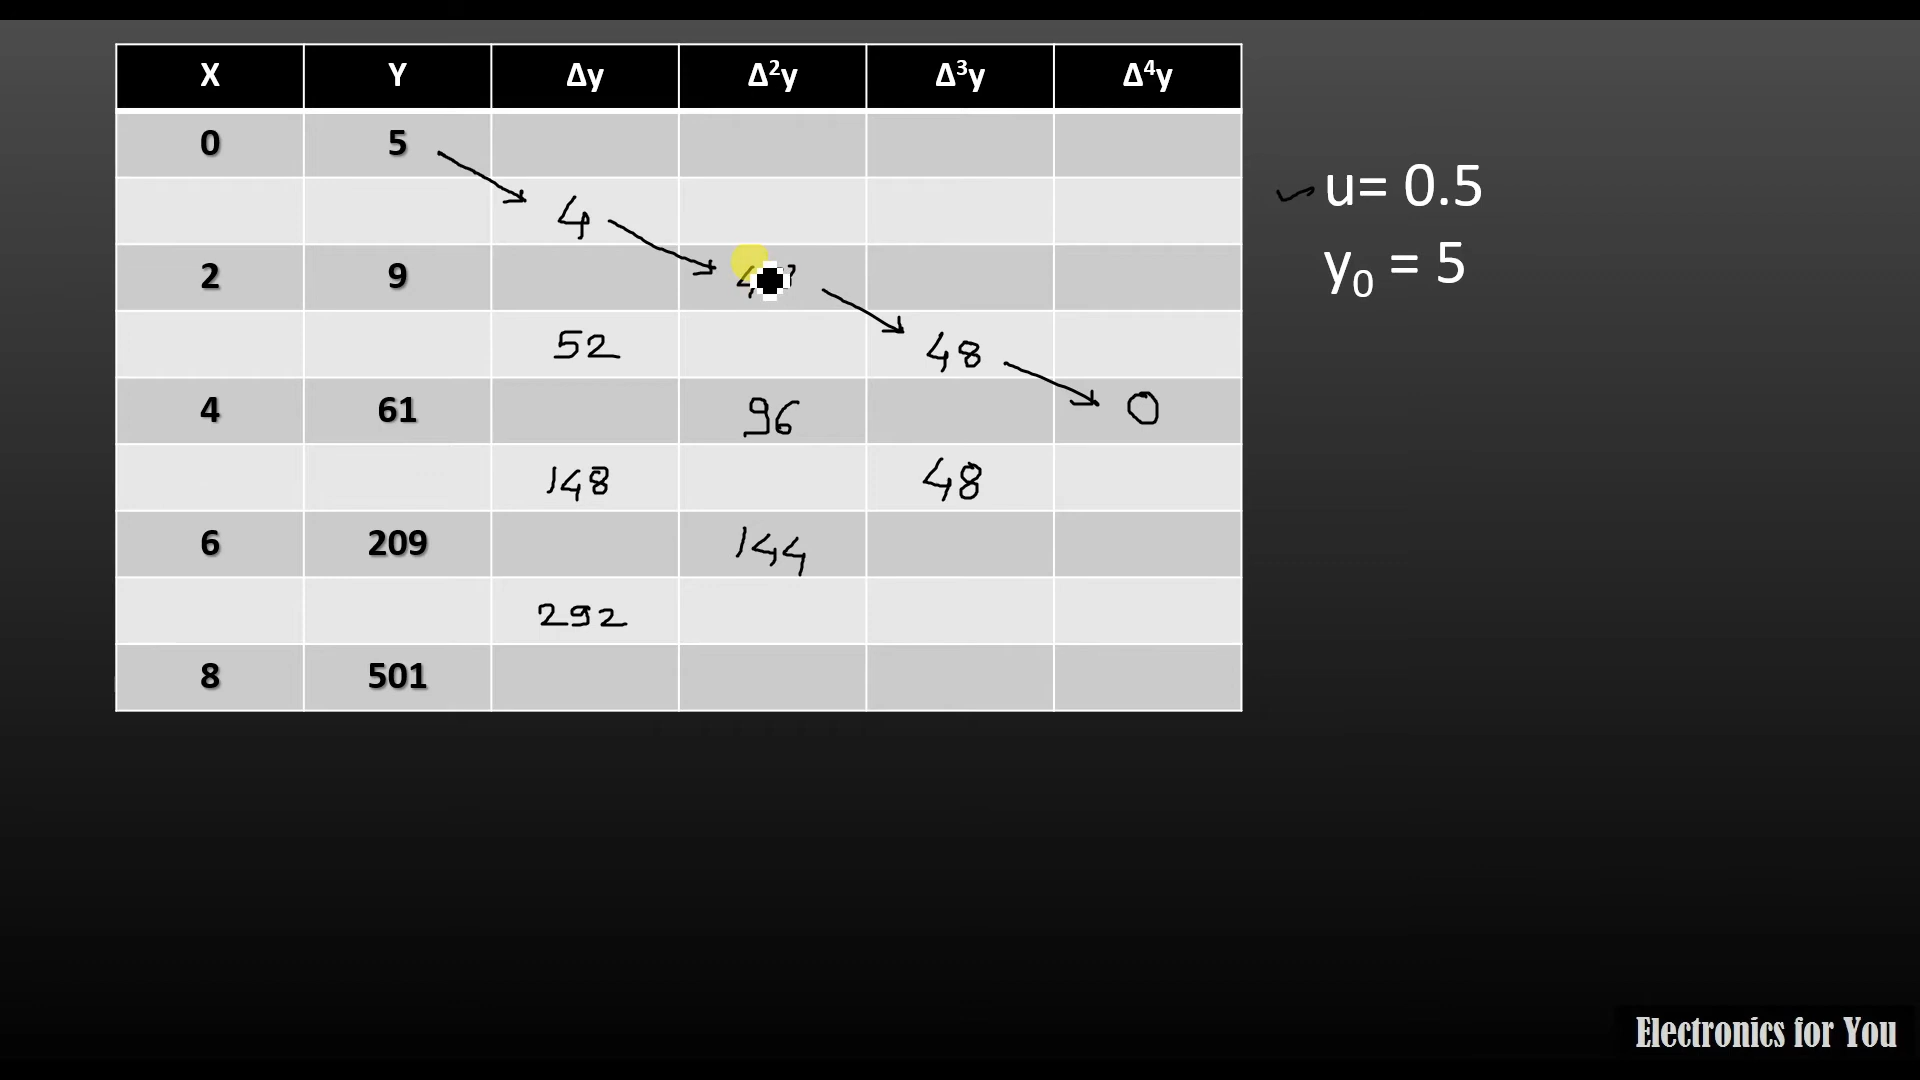 X Y Δy Δ²y Δ³y Δ⁴y
0 5
4
2 9
52 48
4 61 96 0
148 48
6 209 144
292
8 501
u= 0.5
y₀ = 5
Electronics for You